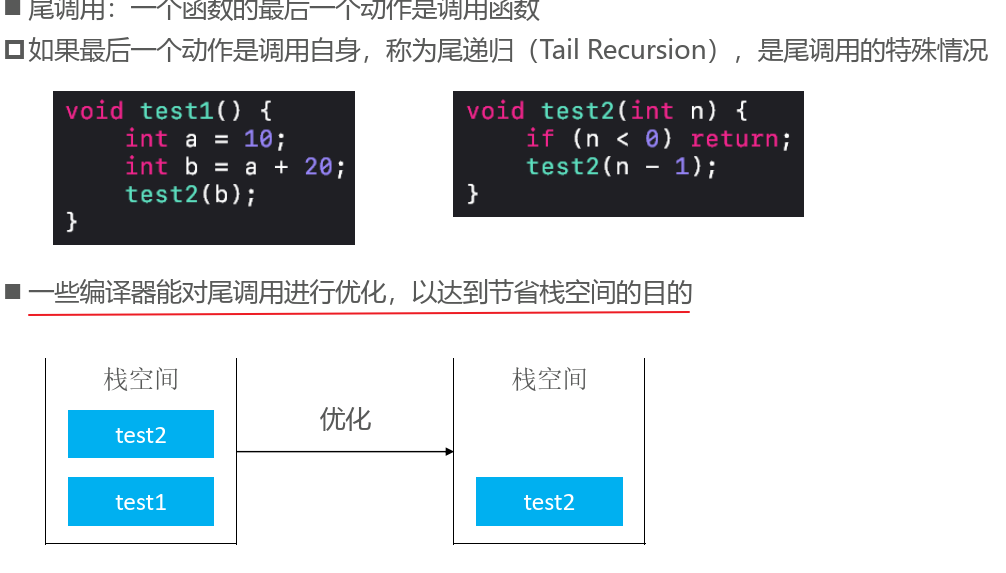 ■ 尾调用：一个函数的最后一个动作是调用函数
如果最后一个动作是调用自身，称为尾递归（Tail Recursion），是尾调用的特殊情况
void test1() {
    int a = 10;
    int b = a + 20;
    test2(b);
}
void test2(int n) {
    if (n < 0) return;
    test2(n - 1);
}
■ 一些编译器能对尾调用进行优化，以达到节省栈空间的目的
栈空间
test2
test1
优化
栈空间
test2